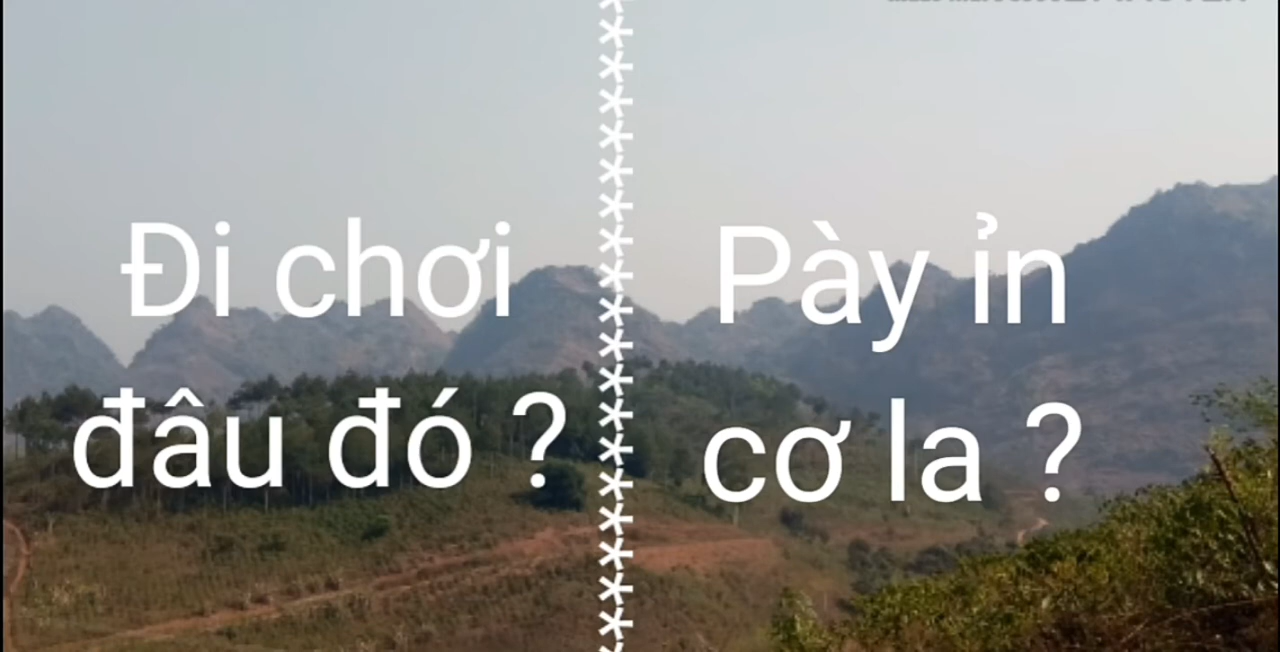 Đi chơi
đâu đó ?
Pày ỉn
cơ la ?